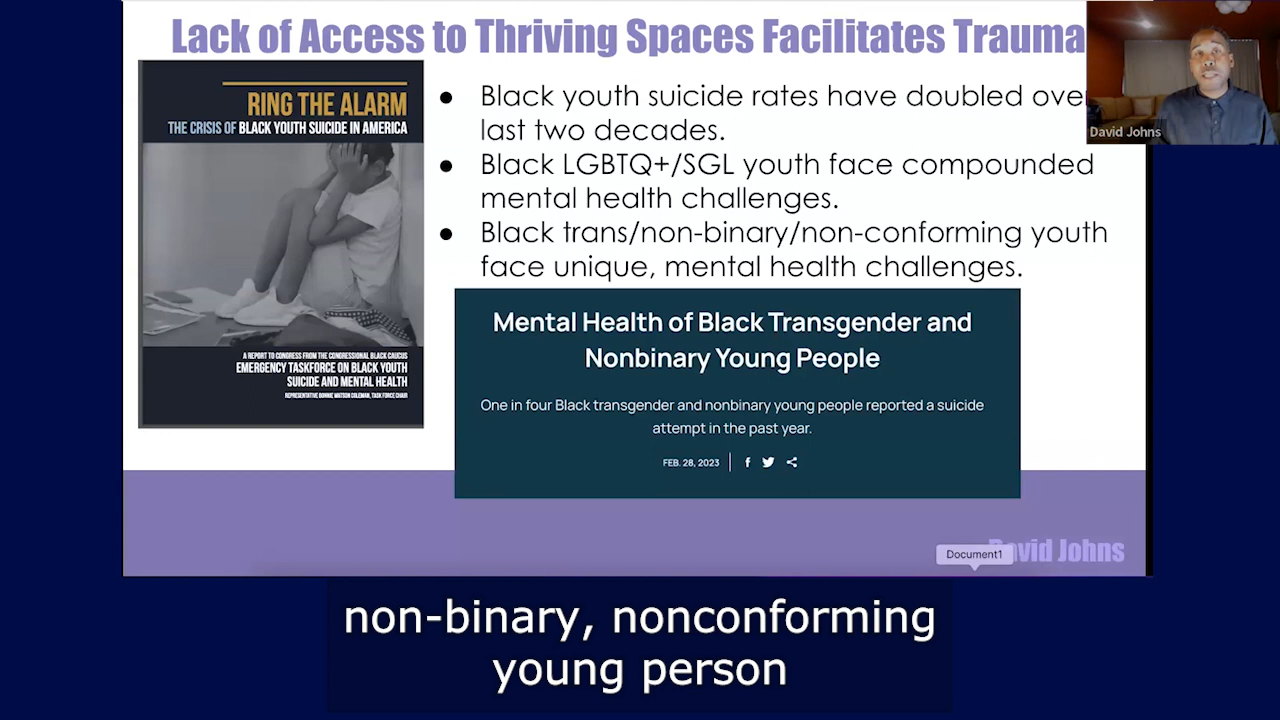 Lack of Access to Thriving Spaces Facilitates Trauma
RING THE ALARM
THE CRISIS OF BLACK YOUTH SUICIDE IN AMERICA
A REPORT TO CONGRESS FROM THE CONGRESSIONAL BLACK CAUCUS
EMERGENCY TASKFORCE ON BLACK YOUTH
SUICIDE AND MENTAL HEALTH
REPRESENTATIVE BONNIE WATSON COLEMAN, TASK FORCE CHAIR
● Black youth suicide rates have doubled ove
last two decades.
● Black LGBTQ+/SGL youth face compounded
mental health challenges.
● Black trans/non-binary/non-conforming youth
face unique, mental health challenges.
David Johns
Mental Health of Black Transgender and
Nonbinary Young People
One in four Black transgender and nonbinary young people reported a suicide
attempt in the past year.
FEB. 28, 2023
Document1
avid Johns
non-binary, nonconforming
young person